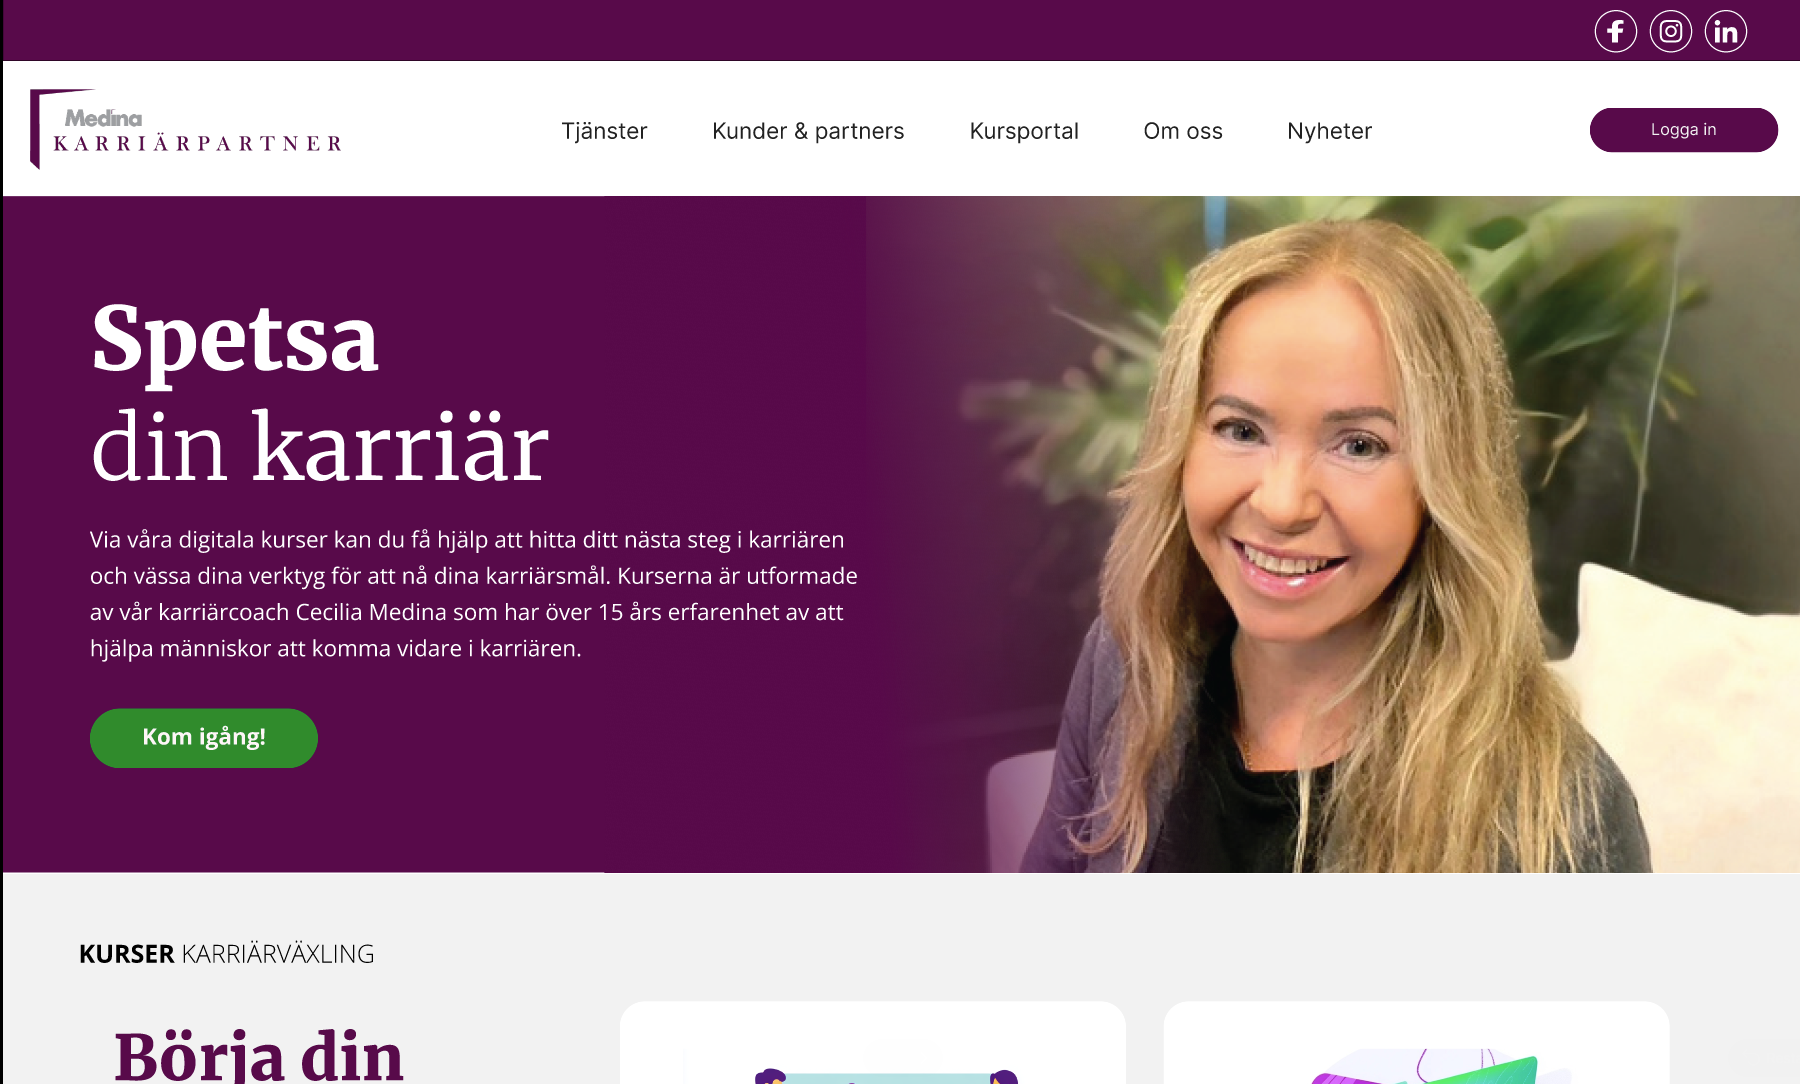 Medina
KARRIÄRPARTNER
Tjänster
Kunder & partners
Kursportal
Om oss
Nyheter
Logga in
Spetsa
din karriär
Via våra digitala kurser kan du få hjälp att hitta ditt nästa steg i karriären
och vässa dina verktyg för att nå dina karriärsmål. Kurserna är utformade
av vår karriärcoach Cecilia Medina som har över 15 års erfarenhet av att
hjälpa människor att komma vidare i karriären.
Kom igång!
KURSER KARRIÄRVÄXLING
Börja din